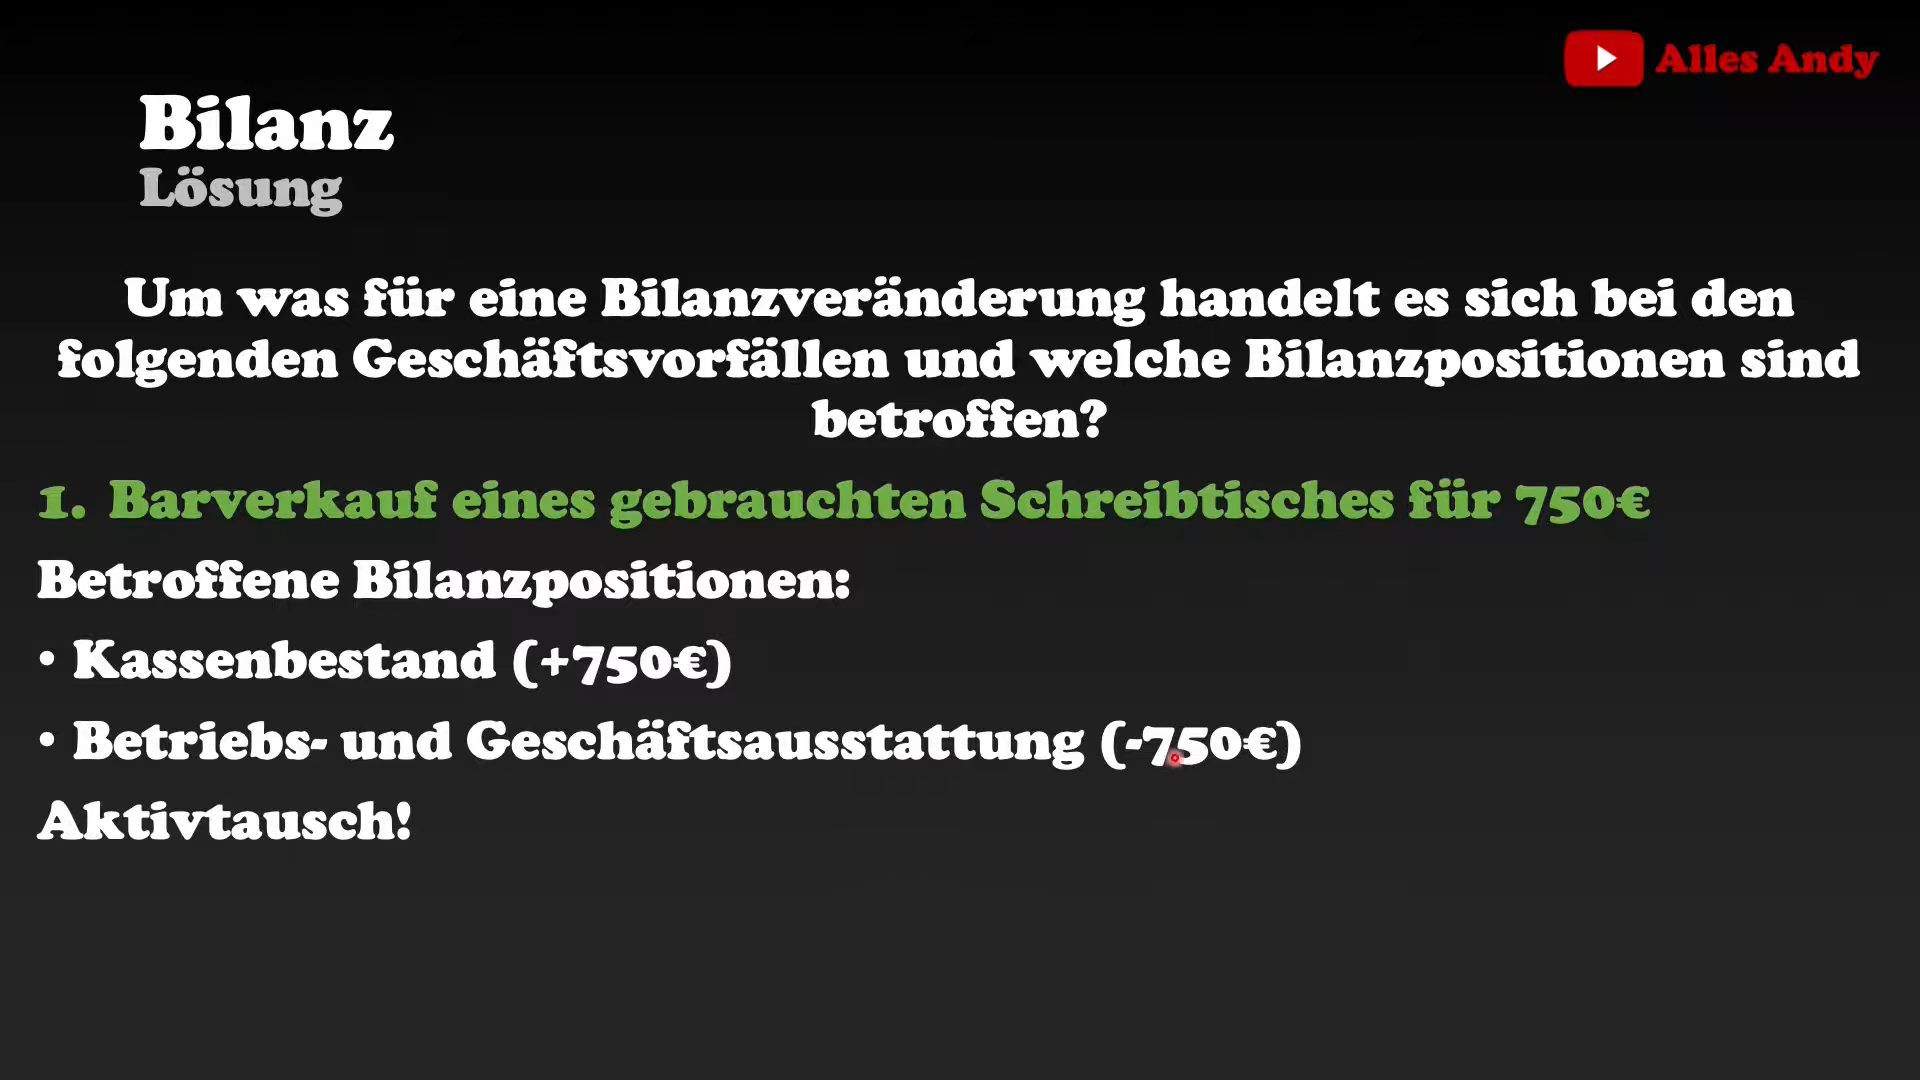 Alles Andy
Bilanz
Lösung
Um was für eine Bilanzveränderung handelt es sich bei den
folgenden Geschäftsvorfällen und welche Bilanzpositionen sind
betroffen?
1. Barverkauf eines gebrauchten Schreibtisches für 750€
Betroffene Bilanzpositionen:
• Kassenbestand (+750€)
• Betriebs- und Geschäftsausstattung (-750€)
Aktivtausch!